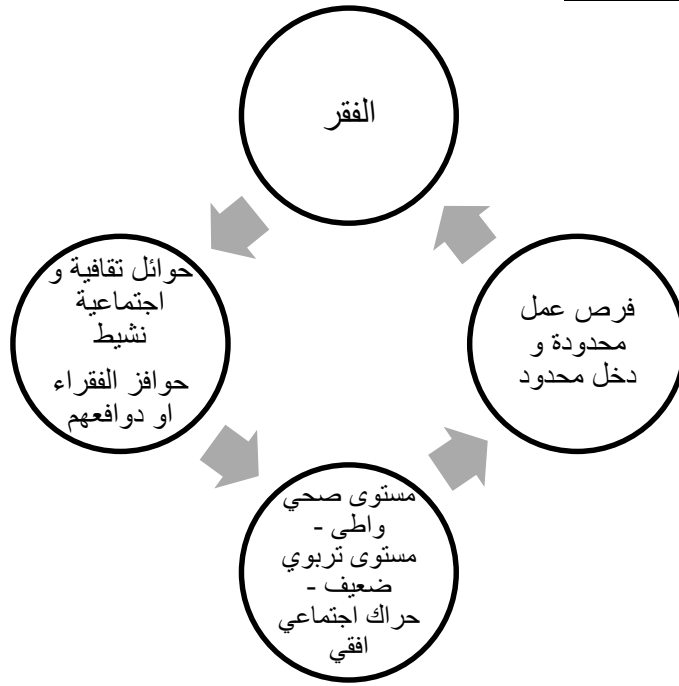 الفقر
حوائل تقافية و
اجتماعية
نشيط
حوافز الفقراء
او دوافعهم
مستوى صحي
واطى -
مستوى تربوي
ضعيف -
حراك اجتماعي
افقي
فرص عمل
محدودة و
دخل محدود